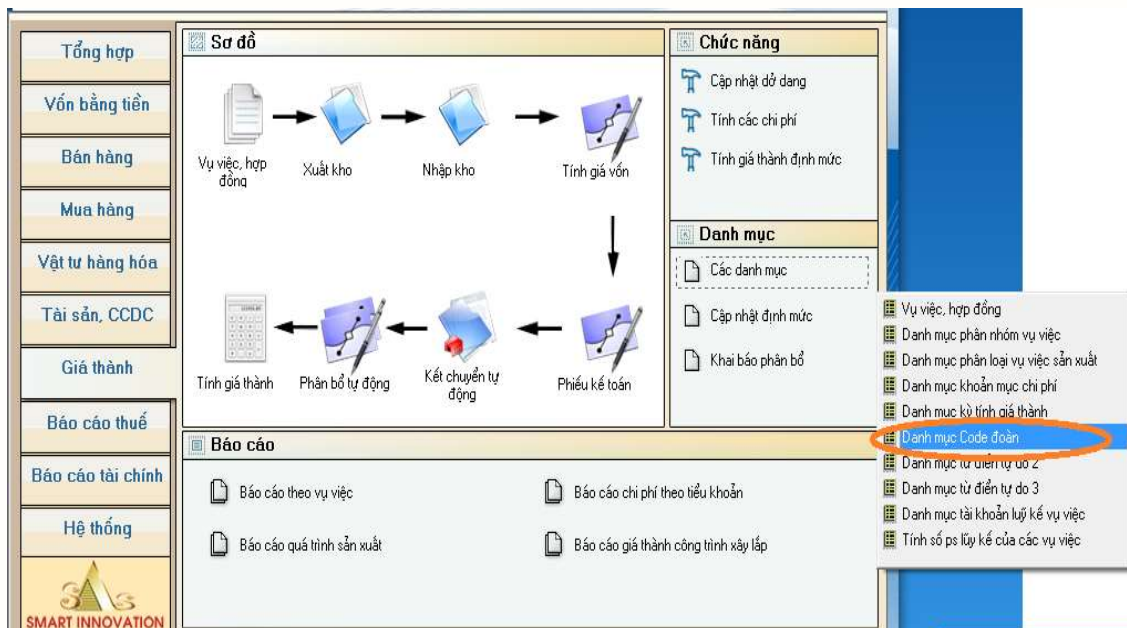 Tổng hợp
Vốn bằng tiền
Bán hàng
Mua hàng
Vật tư hàng hóa
Tài sản, CCDC
Giá thành
Báo cáo thuế
Báo cáo tài chính
Hệ thống
SAS
SMART INNOVATION
Sơ đồ
Vụ việc, hợp
đồng
Xuất kho
Nhập kho
Tính giá vốn
Tính giá thành
Phân bổ tự động
Kết chuyển tự
động
Phiếu kế toán
Chức năng
Cập nhật dở dang
Tính các chi phí
Tính giá thành định mức
Danh mục
Các danh mục
Cập nhật định mức
Khai báo phân bổ
Vụ việc, hợp đồng
Danh mục phân nhóm vụ việc
Danh mục phân loại vụ việc sản xuất
Danh mục khoản mục chi phí
Danh mục kỳ tính giá thành
Danh mục Code đoàn
Danh mục từ điển tự do 2
Danh mục từ điển tự do 3
Danh mục tài khoản luỹ kế vụ việc
Tính số ps lũy kế của các vụ việc
Báo cáo
Báo cáo theo vụ việc
Báo cáo chi phí theo tiểu khoản
Báo cáo quá trình sản xuất
Báo cáo giá thành công trình xây lắp